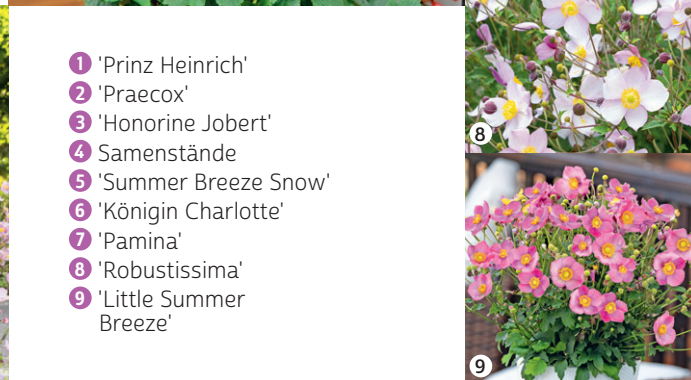 1 'Prinz Heinrich'
2 'Praecox'
3 'Honorine Jobert'
4 Samenstände
5 'Summer Breeze Snow'
6 'Königin Charlotte'
7 'Pamina'
8 'Robustissima'
9 'Little Summer
Breeze'
8
9